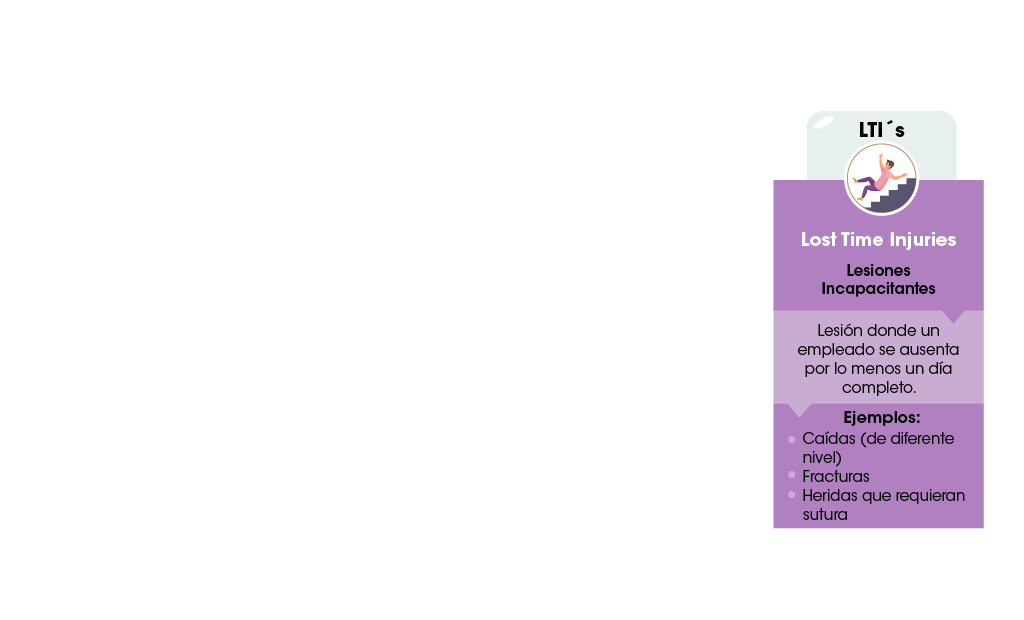 LTI´s
Lost Time Injuries
Lesiones
Incapacitantes
Lesión donde un
empleado se ausenta
por lo menos un día
completo.
Ejemplos:
Caídas (de diferente
nivel)
Fracturas
Heridas que requieran
sutura